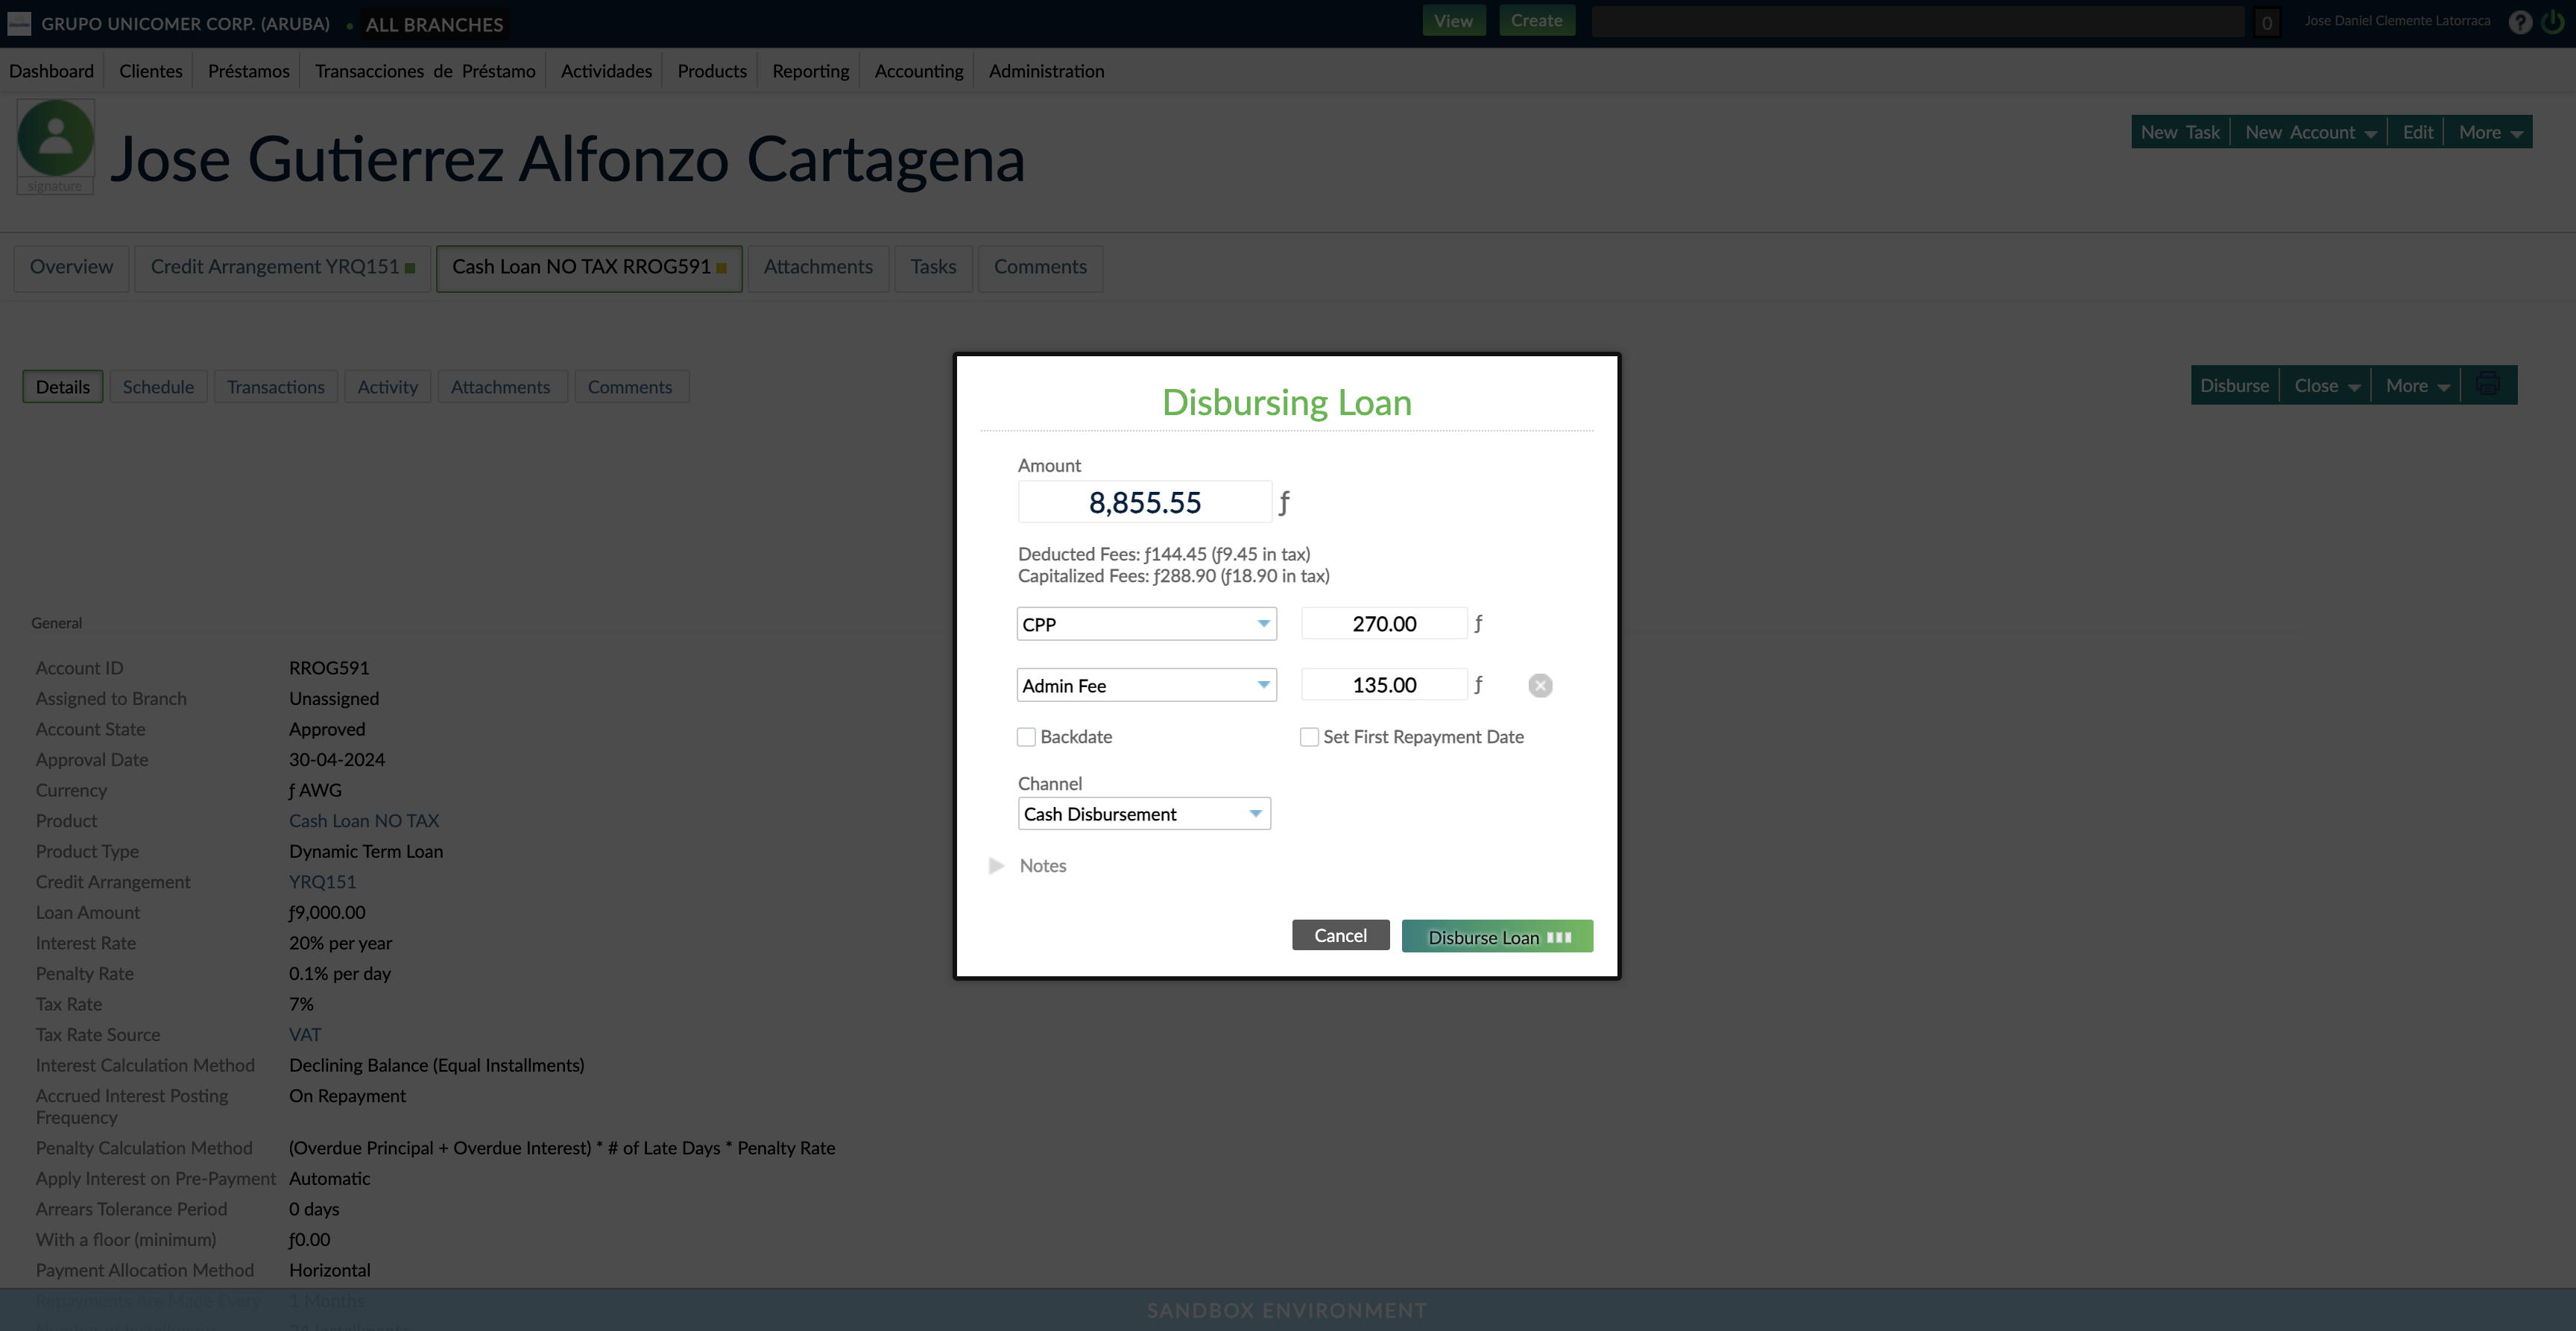 GRUPO UNICOMER CORP. (ARUBA) • ALL BRANCHES View Create 0 Jose Daniel Clemente Latorraca ?
Dashboard Clientes Préstamos Transacciones de Préstamo Actividades Products Reporting Accounting Administration
signature
Jose Gutierrez Alfonzo Cartagena
New Task New Account Edit More
Overview Credit Arrangement YRQ151 Cash Loan NO TAX RROG591 Attachments Tasks Comments
Details Schedule Transactions Activity Attachments Comments
Disburse Close More
Disbursing Loan
Amount
8,855.55 ƒ
Deducted Fees: ƒ144.45 (ƒ9.45 in tax)
Capitalized Fees: ƒ288.90 (ƒ18.90 in tax)
CPP 270.00 ƒ
Admin Fee 135.00 ƒ
Backdate Set First Repayment Date
Channel
Cash Disbursement
Notes
Cancel Disburse Loan
General
Account ID RROG591
Assigned to Branch Unassigned
Account State Approved
Approval Date 30-04-2024
Currency ƒ AWG
Product Cash Loan NO TAX
Product Type Dynamic Term Loan
Credit Arrangement YRQ151
Loan Amount ƒ9,000.00
Interest Rate 20% per year
Penalty Rate 0.1% per day
Tax Rate 7%
Tax Rate Source VAT
Interest Calculation Method Declining Balance (Equal Installments)
Accrued Interest Posting On Repayment
Frequency
Penalty Calculation Method (Overdue Principal + Overdue Interest) * # of Late Days * Penalty Rate
Apply Interest on Pre-Payment Automatic
Arrears Tolerance Period 0 days
With a floor (minimum) ƒ0.00
Payment Allocation Method Horizontal
Repayments Are Made Every 1 Months
SANDBOX ENVIRONMENT